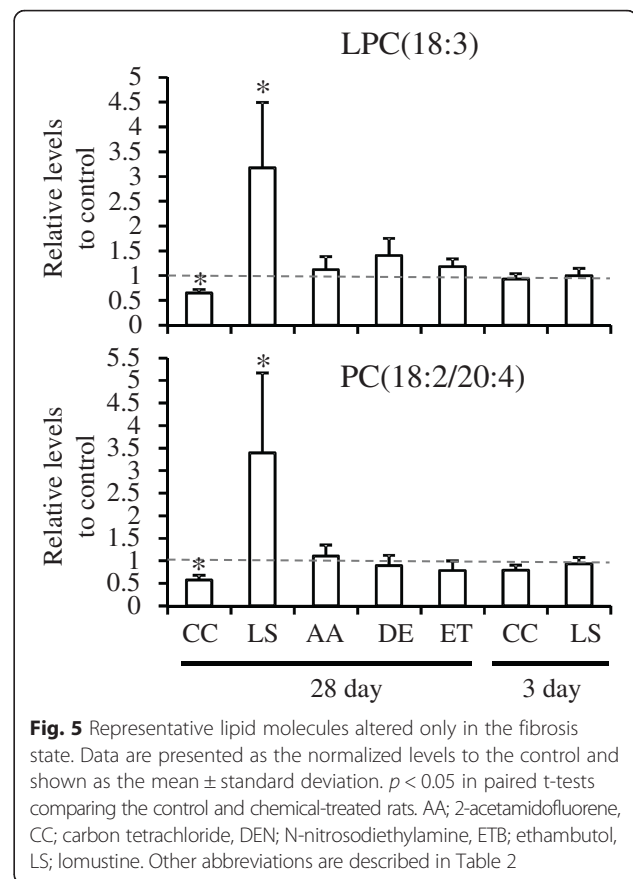 LPC(18:3)
Relative levels
to control
5
4.5
4
3.5
3
2.5
2
1.5
1
0.5
0
*
*
PC(18:2/20:4)
Relative levels
to control
5.5
5
4.5
3.5
3.5
2.5
2.5
1.5
1
0.5
0
*
*
CC LS AA DE ET CC LS
28 day 3 day
Fig. 5 Representative lipid molecules altered only in the fibrosis
state. Data are presented as the normalized levels to the control and
shown as the mean ± standard deviation. p < 0.05 in paired t-tests
comparing the control and chemical-treated rats. AA; 2-acetamidofluorene,
CC; carbon tetrachloride, DEN; N-nitrosodiethylamine, ETB; ethambutol,
LS; lomustine. Other abbreviations are described in Table 2